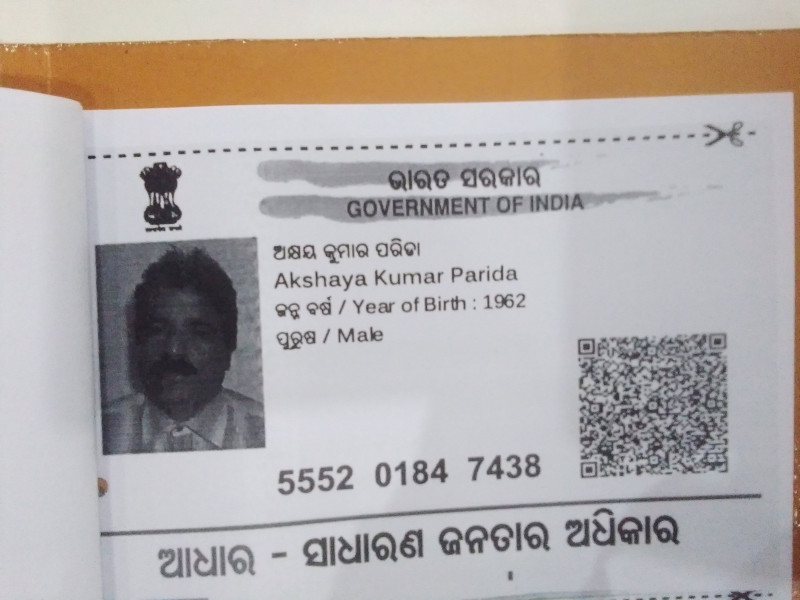 ଭାରତ ସରକାର
GOVERNMENT OF INDIA
ଅକ୍ଷୟ କୁମାର ପରିଡା
Akshaya Kumar Parida
ଜନ୍ମ ବର୍ଷ / Year of Birth : 1962
ପୁରୁଷ / Male
5552 0184 7438
ଆଧାର - ସାଧାରଣ ଜନତାର ଅଧିକାର